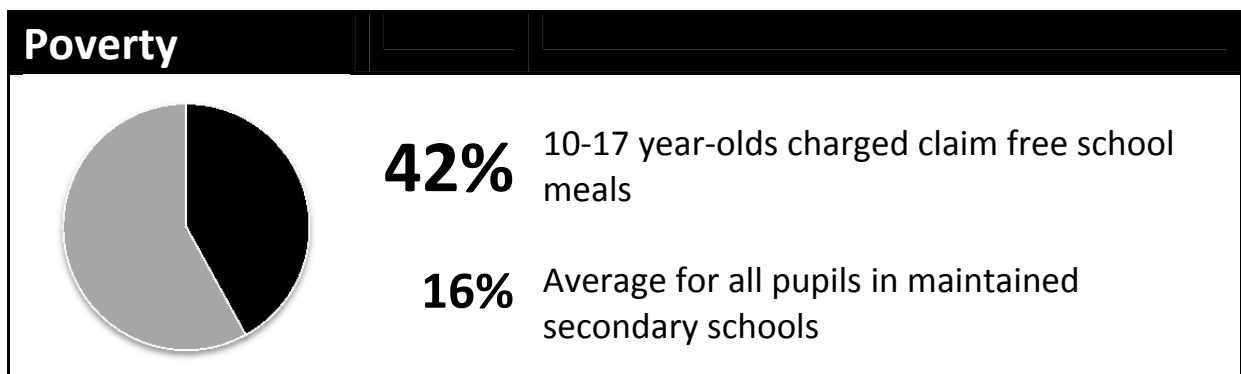 Poverty
42%
10-17 year-olds charged claim free school
meals
16%
Average for all pupils in maintained
secondary schools